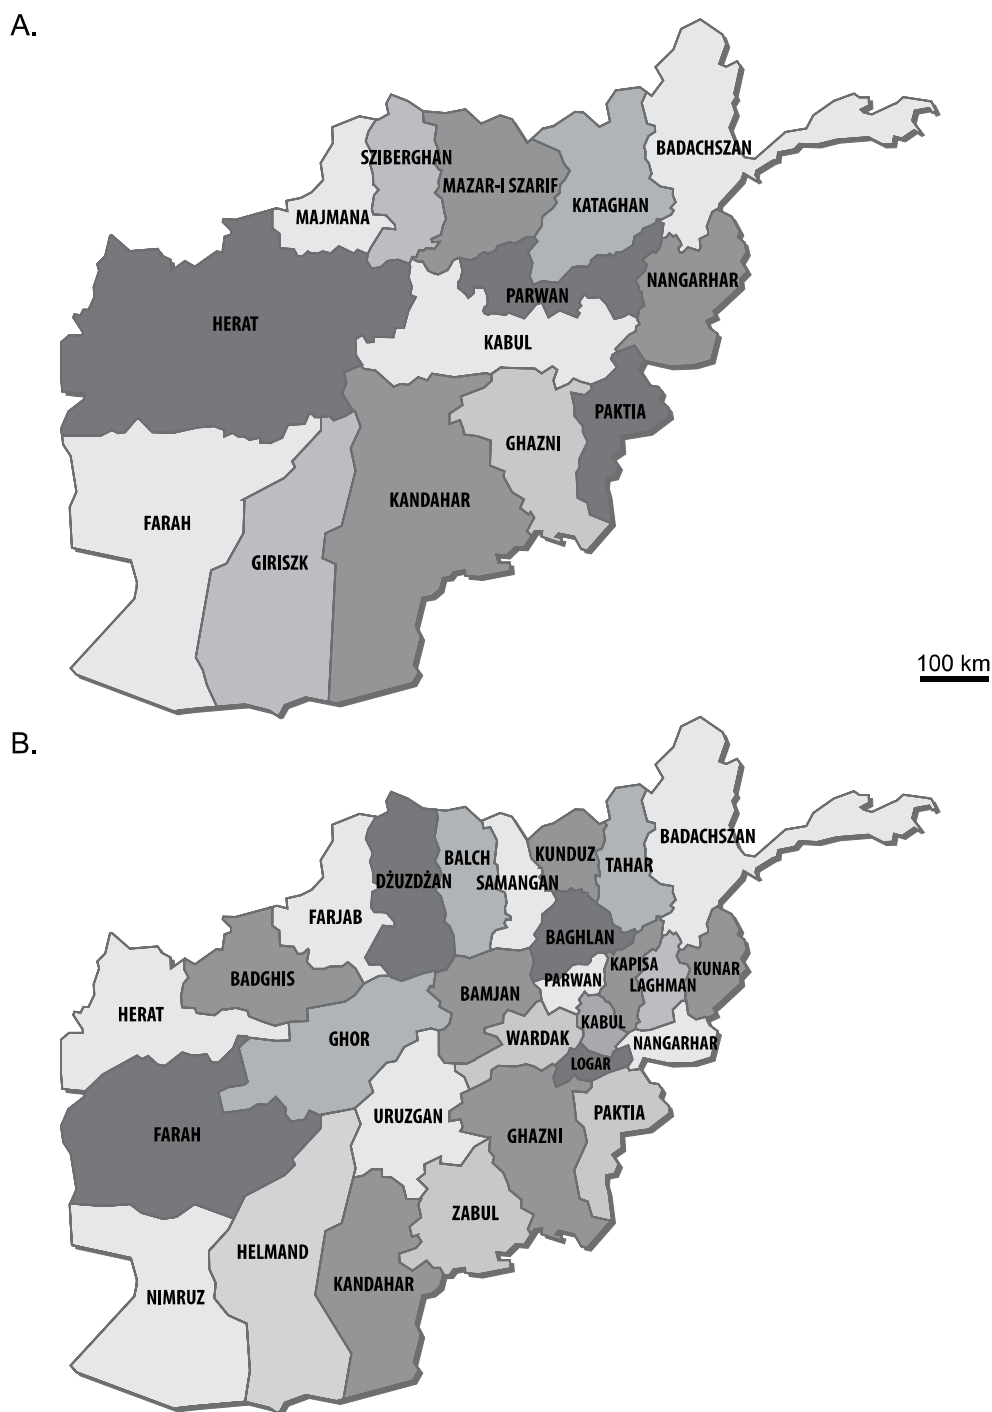 A.
BADACHSZAN
SZIBERGHAN
MAZAR-I SZARIF
KATAGHAN
MAJMANA
NANGARHAR
PARWAN
HERAT
KABUL
PAKTIA
GHAZNI
KANDAHAR
FARAH
GIRISZK
100 km
B.
BADACHSZAN
KUNDUZ
BALCH
TAHAR
DŻUZDŻAN
SAMANGAN
FARJAB
BAGHLAN
KAPISA
KUNAR
BADGHIS
PARWAN
LAGHMAN
BAMJAN
HERAT
KABUL
GHOR
WARDAK
NANGARHAR
LOGAR
URUZGAN
PAKTIA
FARAH
GHAZNI
ZABUL
HELMAND
KANDAHAR
NIMRUZ